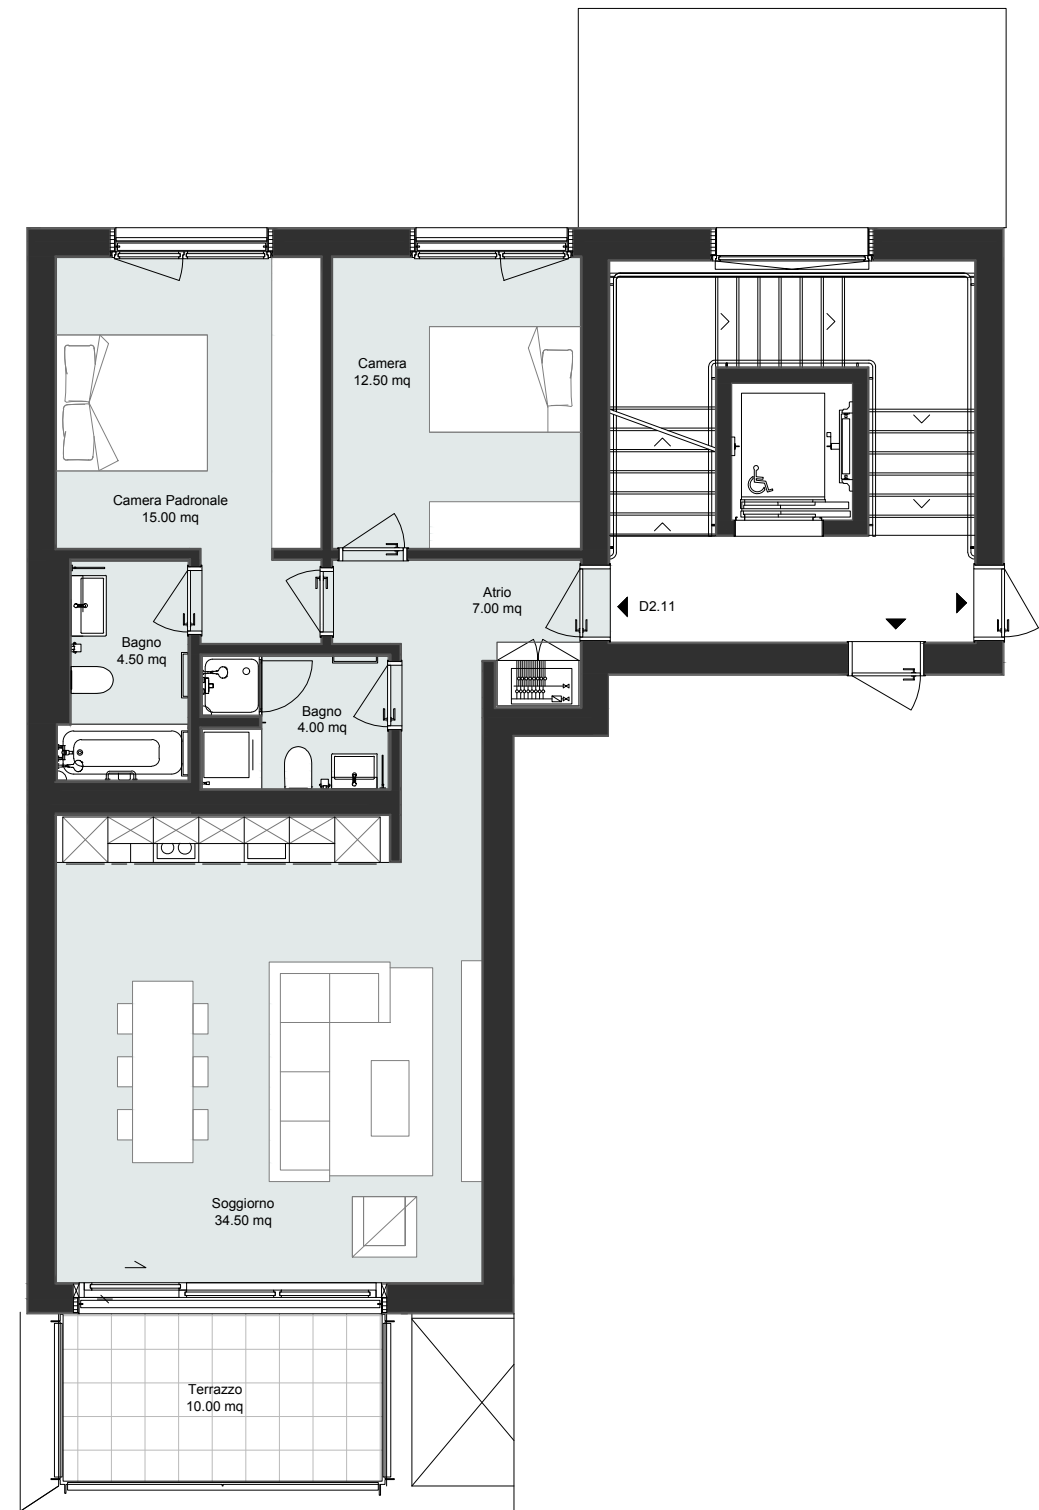 Camera
12.50 mq
Camera Padronale
15.00 mq
Atrio
7.00 mq
D2.11
Bagno
4.50 mq
Bagno
4.00 mq
Soggiorno
34.50 mq
Terrazzo
10.00 mq